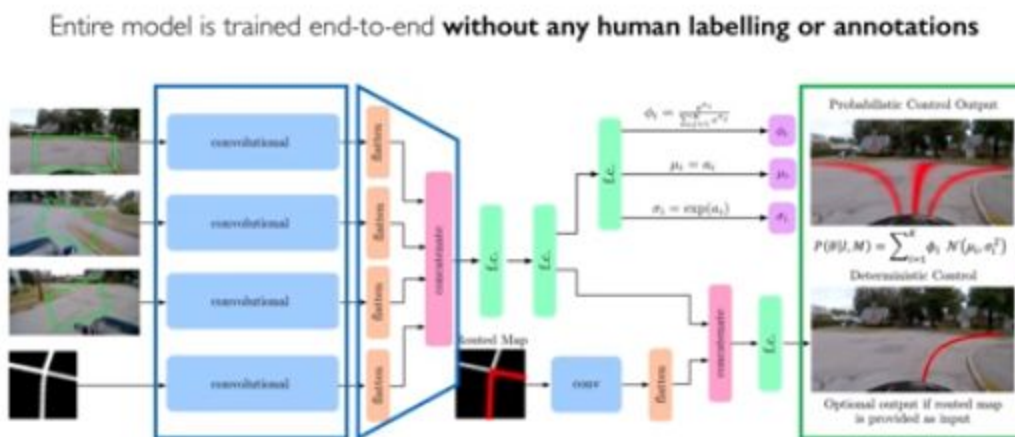 Entire model is trained end-to-end without any human labelling or annotations
convolutional
convolutional
convolutional
convolutional
flatten
flatten
flatten
flatten
concatenate
f.c.
f.c.
f.c.
μᵢ = aᵢ
σᵢ = exp(aᵢ)
ϕᵢ
μᵢ
σᵢ
Routed Map
conv
flatten
concatenate
f.c.
Probabilistic Control Output
P(θ|I, M) = ∑ ϕᵢ N(μᵢ, σᵢ²)
Deterministic Control
Optional output if routed map
is provided as input